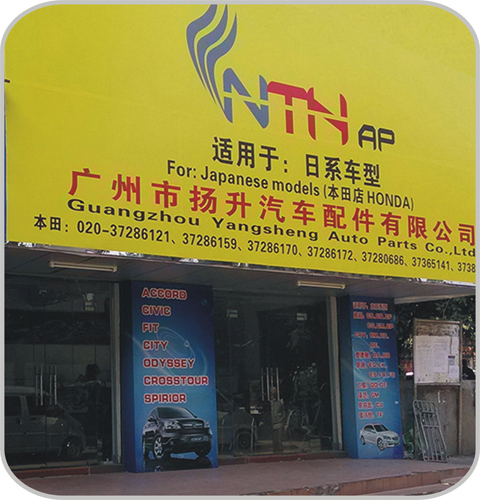 NTN AP
适用于：日系车型
For: Japanese models (本田店 HONDA)
广州市扬升汽车配件有限公司
Guangzhou Yangsheng Auto Parts Co.,Ltd
本田：020-37286121、37286159、37286170、37286172、37280686、37365141、3738
ACCORD
CIVIC
FIT
CITY
ODYSSEY
CROSSTOUR
SPIRIOR